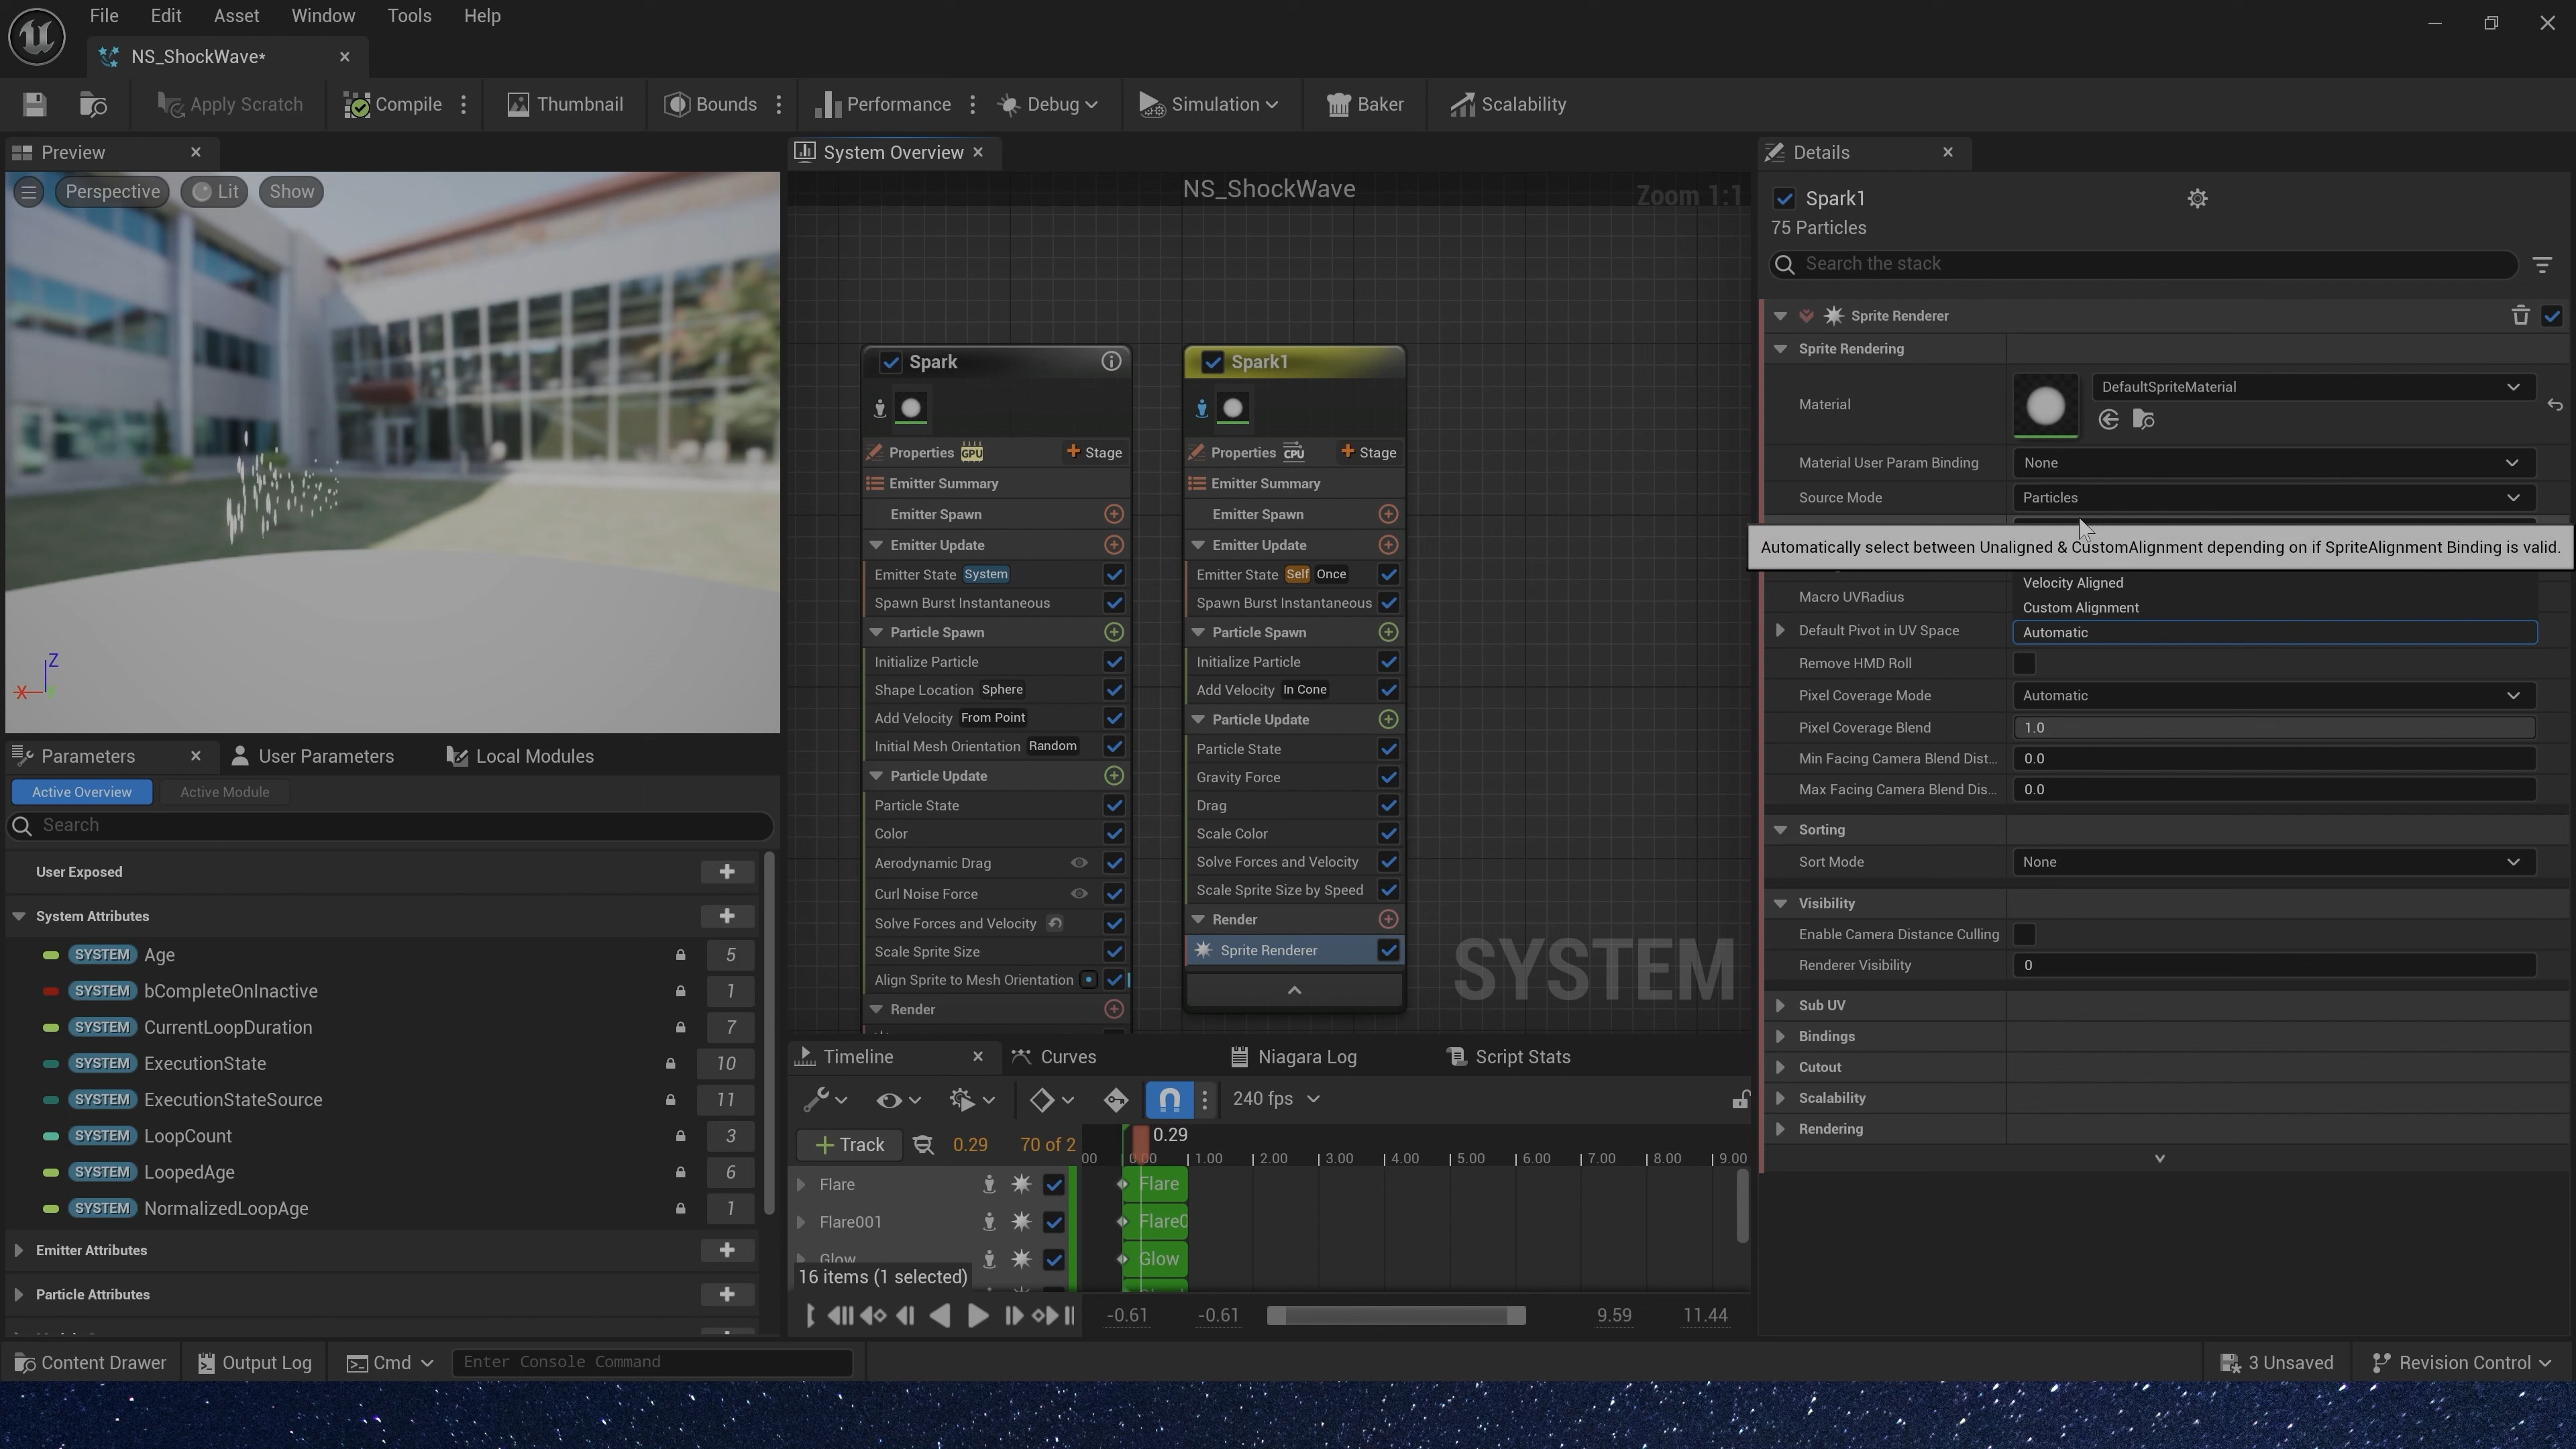 File Edit Asset Window Tools Help
NS_ShockWave*
Apply Scratch Compile Thumbnail Bounds Performance Debug Simulation Baker Scalability
Preview
Perspective Lit Show
X
Z
System Overview
NS_ShockWave
Zoom 1:1
Spark
Properties GPU Stage
Emitter Summary
Emitter Spawn
Emitter Update
Emitter State System
Spawn Burst Instantaneous
Particle Spawn
Initialize Particle
Shape Location Sphere
Add Velocity From Point
Initial Mesh Orientation Random
Particle Update
Particle State
Color
Aerodynamic Drag
Curl Noise Force
Solve Forces and Velocity
Scale Sprite Size
Align Sprite to Mesh Orientation
Render
Spark1
Properties CPU Stage
Emitter Summary
Emitter Spawn
Emitter Update
Emitter State Self Once
Spawn Burst Instantaneous
Particle Spawn
Initialize Particle
Add Velocity In Cone
Particle Update
Particle State
Gravity Force
Drag
Scale Color
Solve Forces and Velocity
Scale Sprite Size by Speed
Render
Sprite Renderer
SYSTEM
Details
Spark1
75 Particles
Search the stack
Sprite Renderer
Sprite Rendering
Material DefaultSpriteMaterial
Material User Param Binding None
Source Mode Particles
Automatically select between Unaligned & CustomAlignment depending on if SpriteAlignment Binding is valid.
Velocity Aligned
Macro UVRadius
Custom Alignment
Default Pivot in UV Space
Automatic
Remove HMD Roll
Pixel Coverage Mode Automatic
Pixel Coverage Blend 1.0
Min Facing Camera Blend Dist... 0.0
Max Facing Camera Blend Dis... 0.0
Sorting
Sort Mode None
Visibility
Enable Camera Distance Culling
Renderer Visibility 0
Sub UV
Bindings
Cutout
Scalability
Rendering
Parameters User Parameters Local Modules
Active Overview Active Module
Search
User Exposed
System Attributes
SYSTEM Age 5
SYSTEM bCompleteOnInactive 1
SYSTEM CurrentLoopDuration 7
SYSTEM ExecutionState 10
SYSTEM ExecutionStateSource 11
SYSTEM LoopCount 3
SYSTEM LoopedAge 6
SYSTEM NormalizedLoopAge 1
Emitter Attributes
Particle Attributes
Timeline Curves Niagara Log Script Stats
240 fps
Track 0.29 70 of 2
0.29
00 0.00 1.00 2.00 3.00 4.00 5.00 6.00 7.00 8.00 9.00
Flare Flare
Flare001 Flare0
Glow Glow
16 items (1 selected)
-0.61 -0.61 9.59 11.44
Content Drawer Output Log Cmd Enter Console Command 3 Unsaved Revision Control